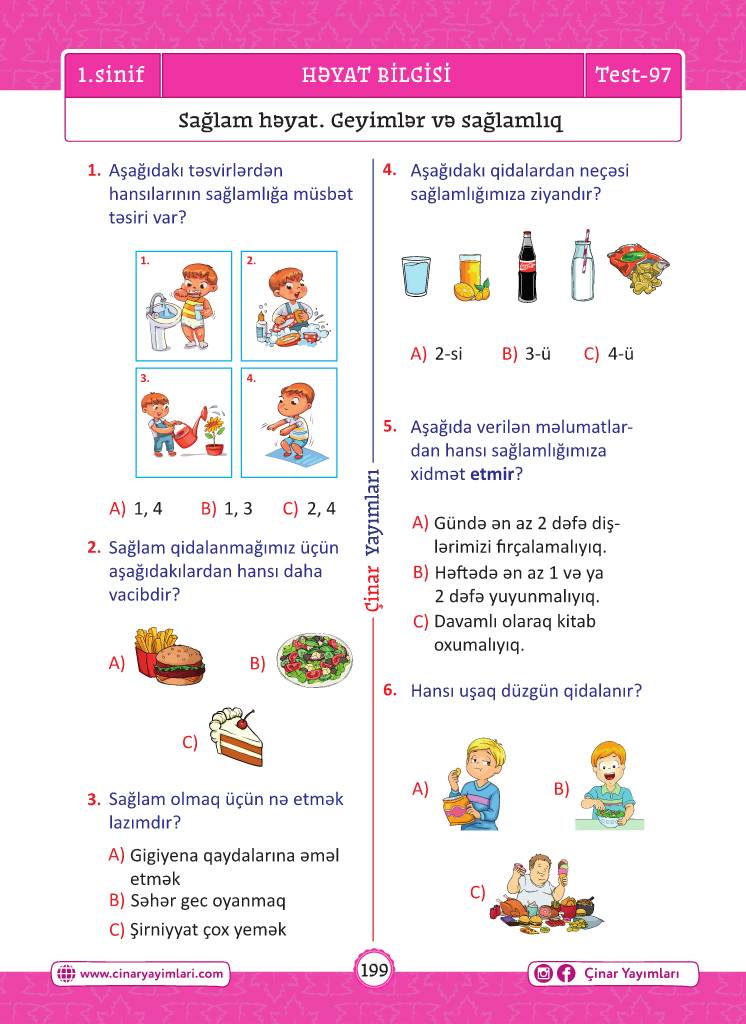 1.sinif
HƏYAT BİLGİSİ
Test-97
Sağlam həyat. Geyimlər və sağlamlıq
1. Aşağıdakı təsvirlərdən
hansılarının sağlamlığa müsbət
təsiri var?
1.
2.
3.
4.
A) 1, 4 B) 1, 3 C) 2, 4
2. Sağlam qidalanmağımız üçün
aşağıdakılardan hansı daha
vacibdir?
A)
B)
C)
3. Sağlam olmaq üçün nə etmək
lazımdır?
A) Gigiyena qaydalarına əməl
etmək
B) Səhər gec oyanmaq
C) Şirniyyat çox yemək
Çinar Yayımları
4. Aşağıdakı qidalardan neçəsi
sağlamlığımıza ziyandır?
A) 2-si B) 3-ü C) 4-ü
5. Aşağıda verilən məlumatlar-
dan hansı sağlamlığımıza
xidmət etmir?
A) Gündə ən az 2 dəfə diş-
lərimizi fırçalamalıyıq.
B) Həftədə ən az 1 və ya
2 dəfə yuyunmalıyıq.
C) Davamlı olaraq kitab
oxumalıyıq.
6. Hansı uşaq düzgün qidalanır?
A)
B)
C)
www.cinaryayimlari.com
199
Çinar Yayımları